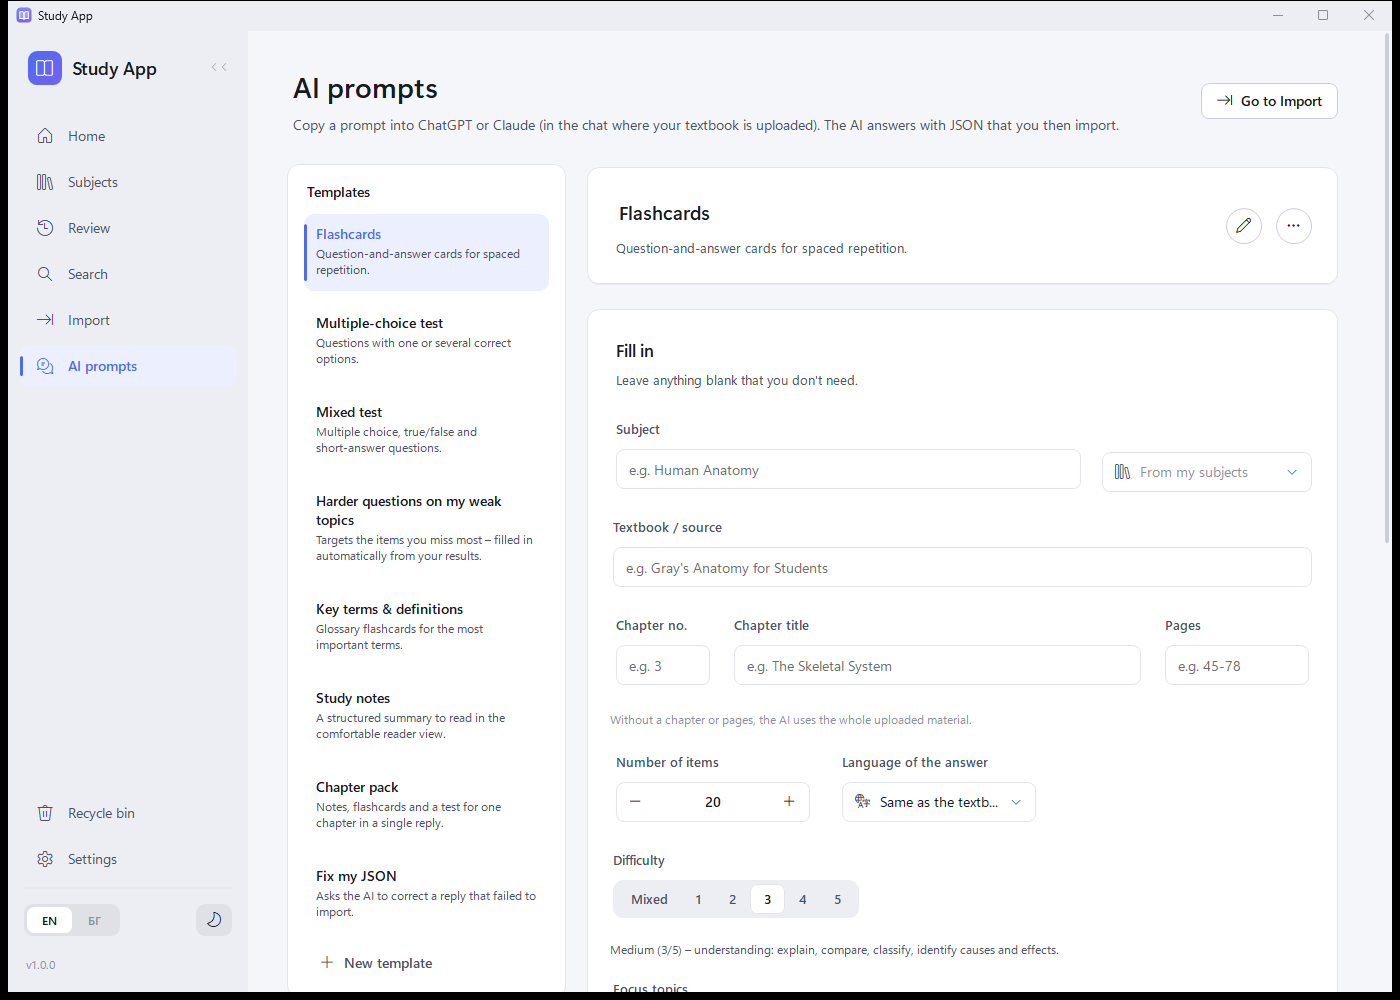 Study App
Study App
Home
Subjects
Review
Search
Import
AI prompts
Recycle bin
Settings
EN
БГ
v1.0.0
AI prompts
Copy a prompt into ChatGPT or Claude (in the chat where your textbook is uploaded). The AI answers with JSON that you then import.
Go to Import
Templates
Flashcards
Question-and-answer cards for spaced
repetition.
Multiple-choice test
Questions with one or several correct
options.
Mixed test
Multiple choice, true/false and
short-answer questions.
Harder questions on my weak
topics
Targets the items you miss most – filled in
automatically from your results.
Key terms & definitions
Glossary flashcards for the most
important terms.
Study notes
A structured summary to read in the
comfortable reader view.
Chapter pack
Notes, flashcards and a test for one
chapter in a single reply.
Fix my JSON
Asks the AI to correct a reply that failed to
import.
New template
Flashcards
Question-and-answer cards for spaced repetition.
Fill in
Leave anything blank that you don't need.
Subject
e.g. Human Anatomy
From my subjects
Textbook / source
e.g. Gray's Anatomy for Students
Chapter no.
Chapter title
Pages
e.g. 3
e.g. The Skeletal System
e.g. 45-78
Without a chapter or pages, the AI uses the whole uploaded material.
Number of items
Language of the answer
20
Same as the textb...
Difficulty
Mixed 1 2 3 4 5
Medium (3/5) – understanding: explain, compare, classify, identify causes and effects.
Focus topics